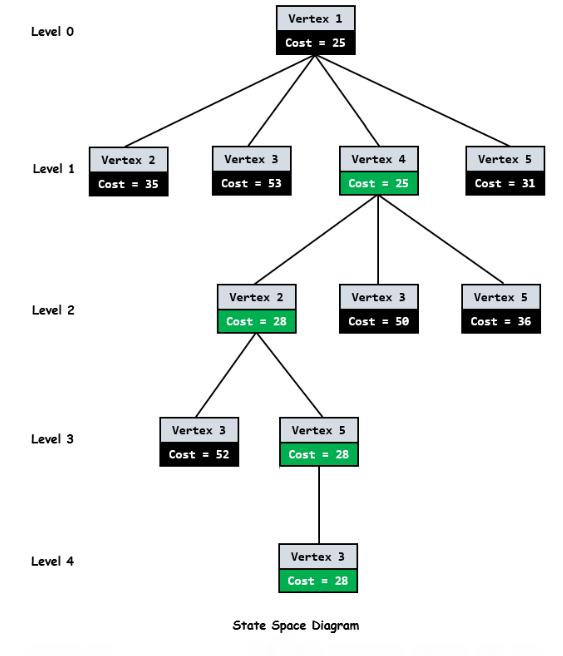 Level 0
Vertex 1
Cost = 25
Level 1
Vertex 2
Cost = 35
Vertex 3
Cost = 53
Vertex 4
Cost = 25
Vertex 5
Cost = 31
Level 2
Vertex 2
Cost = 28
Vertex 3
Cost = 50
Vertex 5
Cost = 36
Level 3
Vertex 3
Cost = 52
Vertex 5
Cost = 28
Level 4
Vertex 3
Cost = 28
State Space Diagram